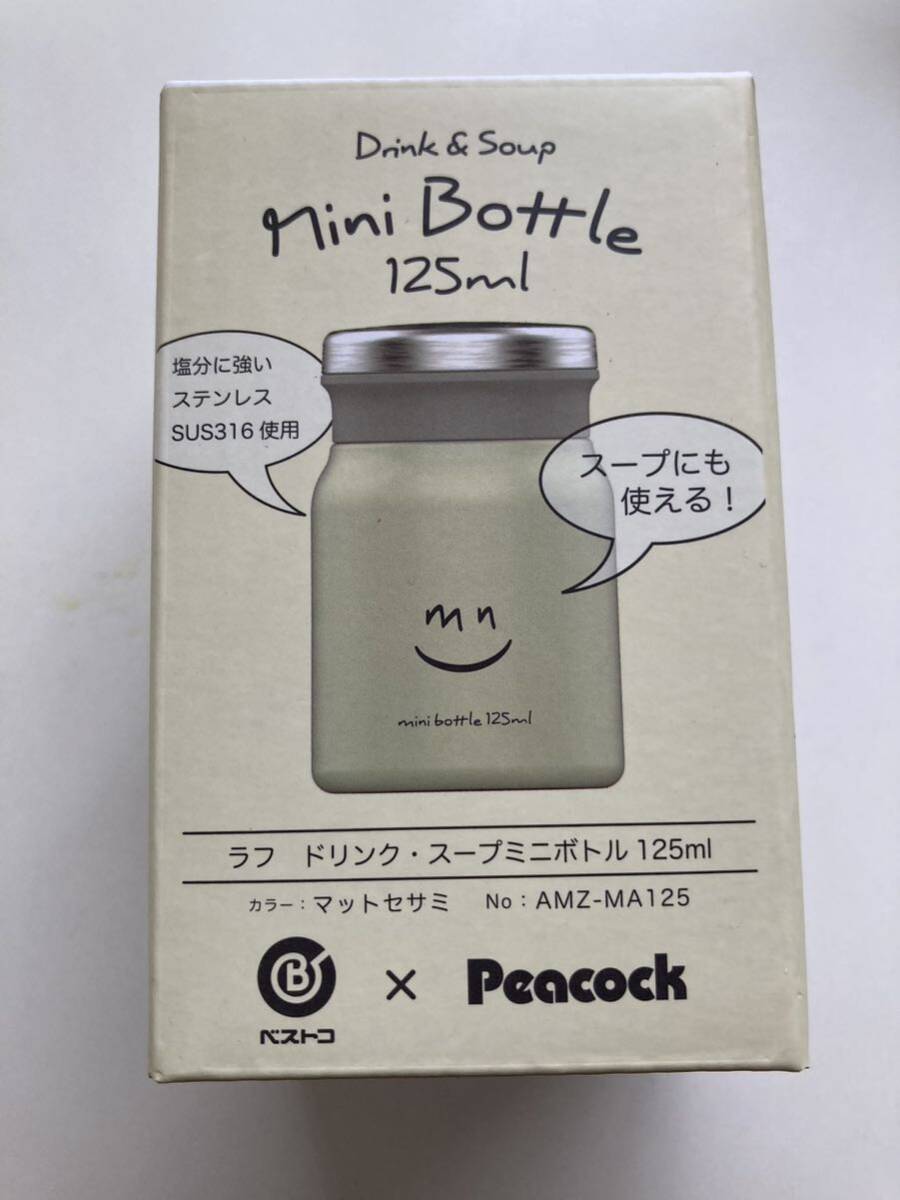 Drink & Soup
Mini Bottle
125ml
塩分に強い
ステンレス
SUS316 使用
スープにも
使える！
mn
mini bottle 125ml
ラフ　ドリンク・スープミニボトル 125ml
カラー：マットセサミ　No：AMZ-MA125
B
ベストコ
×
Peacock